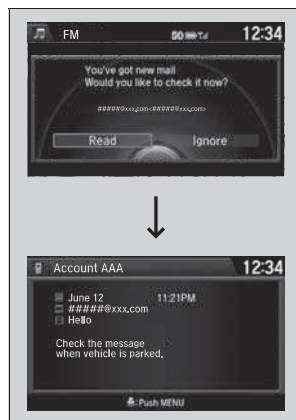 FM 12:34
You've got new mail
Would you like to check it now?
#####@xxx.com<#####@xxx.com>
Read Ignore
Account AAA 12:34
June 12 11:21PM
#####@xxx.com
Hello
Check the message
when vehicle is parked.
:Push MENU